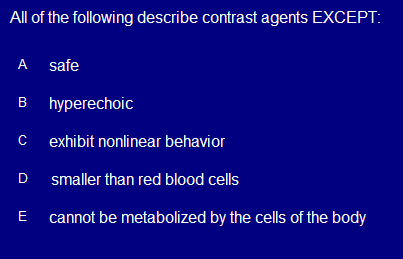 All of the following describe contrast agents EXCEPT:
A safe
B hyperechoic
C exhibit nonlinear behavior
D smaller than red blood cells
E cannot be metabolized by the cells of the body